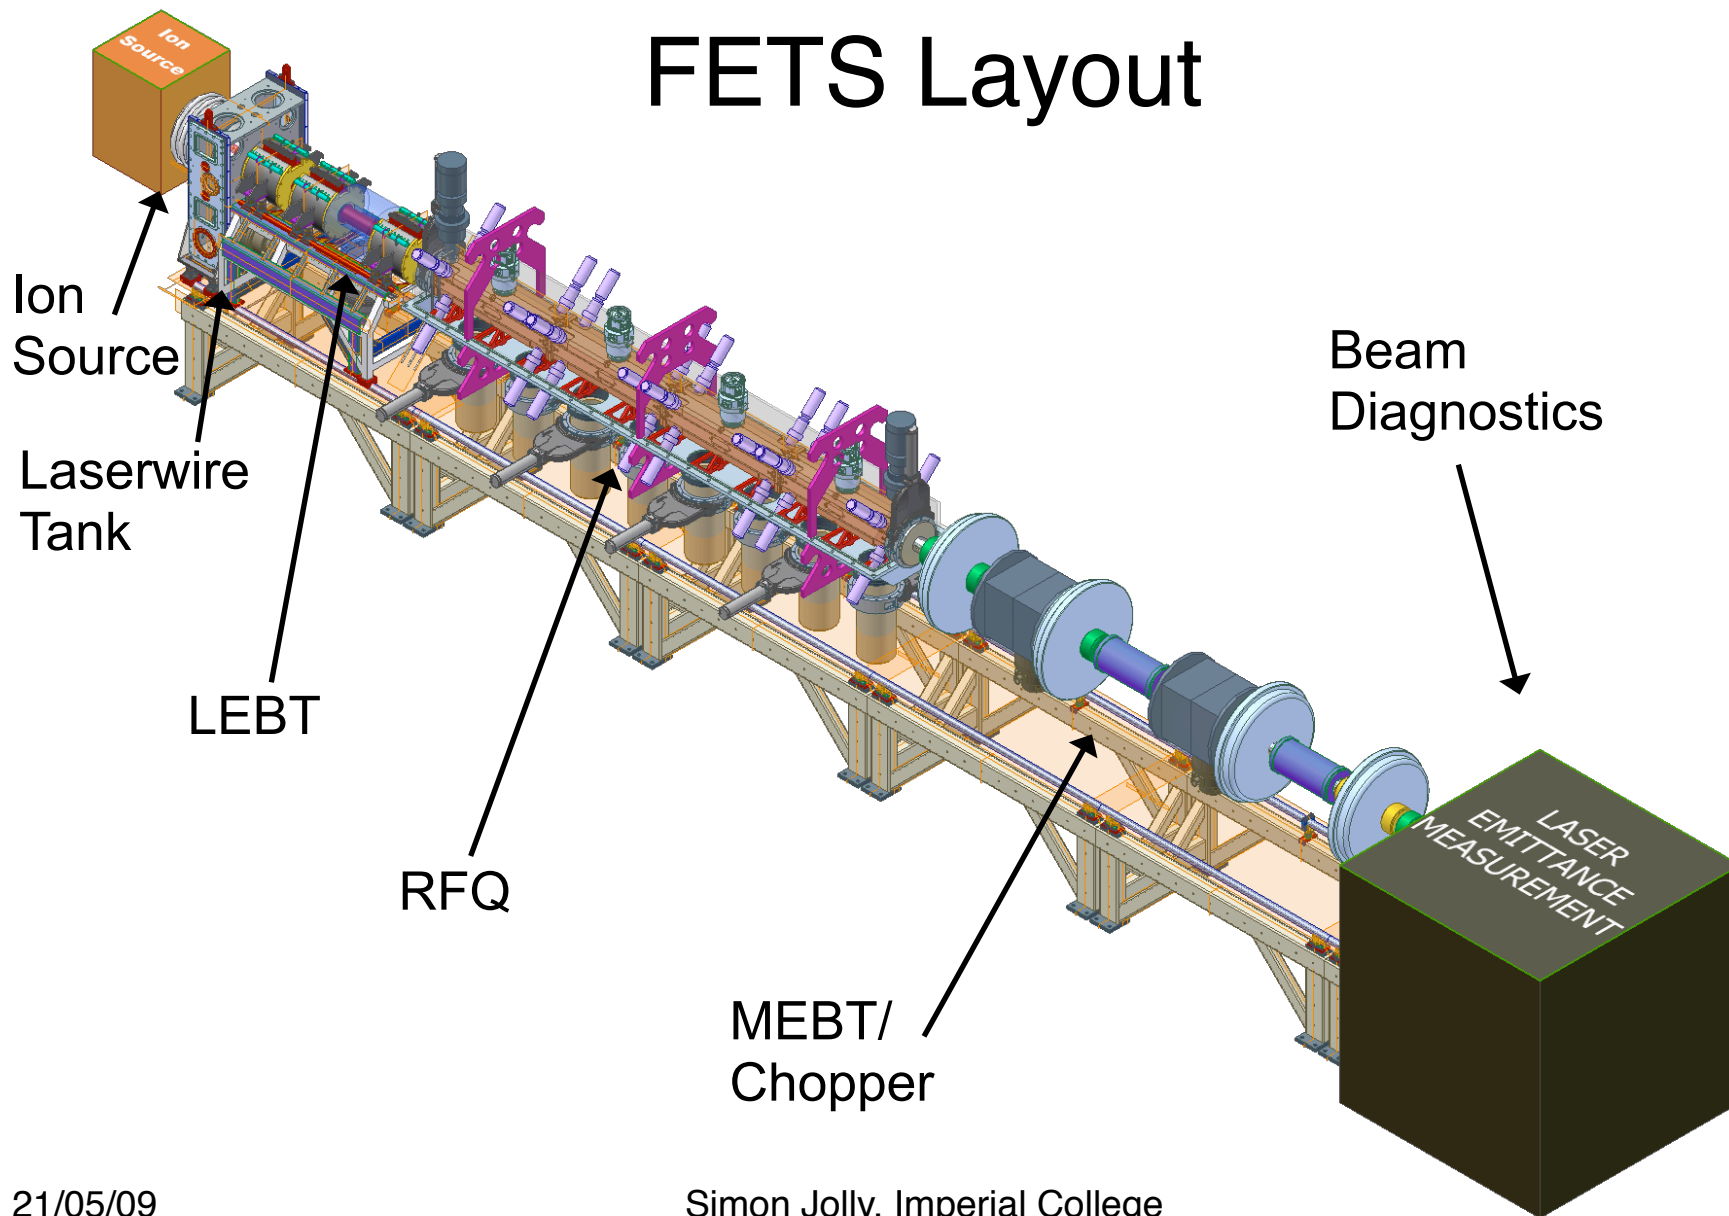 FETS Layout
Ion
Source
Ion
Source
Laserwire
Tank
LEBT
RFQ
MEBT/
Chopper
Beam
Diagnostics
LASER
EMITTANCE
MEASUREMENT
21/05/09
Simon Jolly, Imperial College